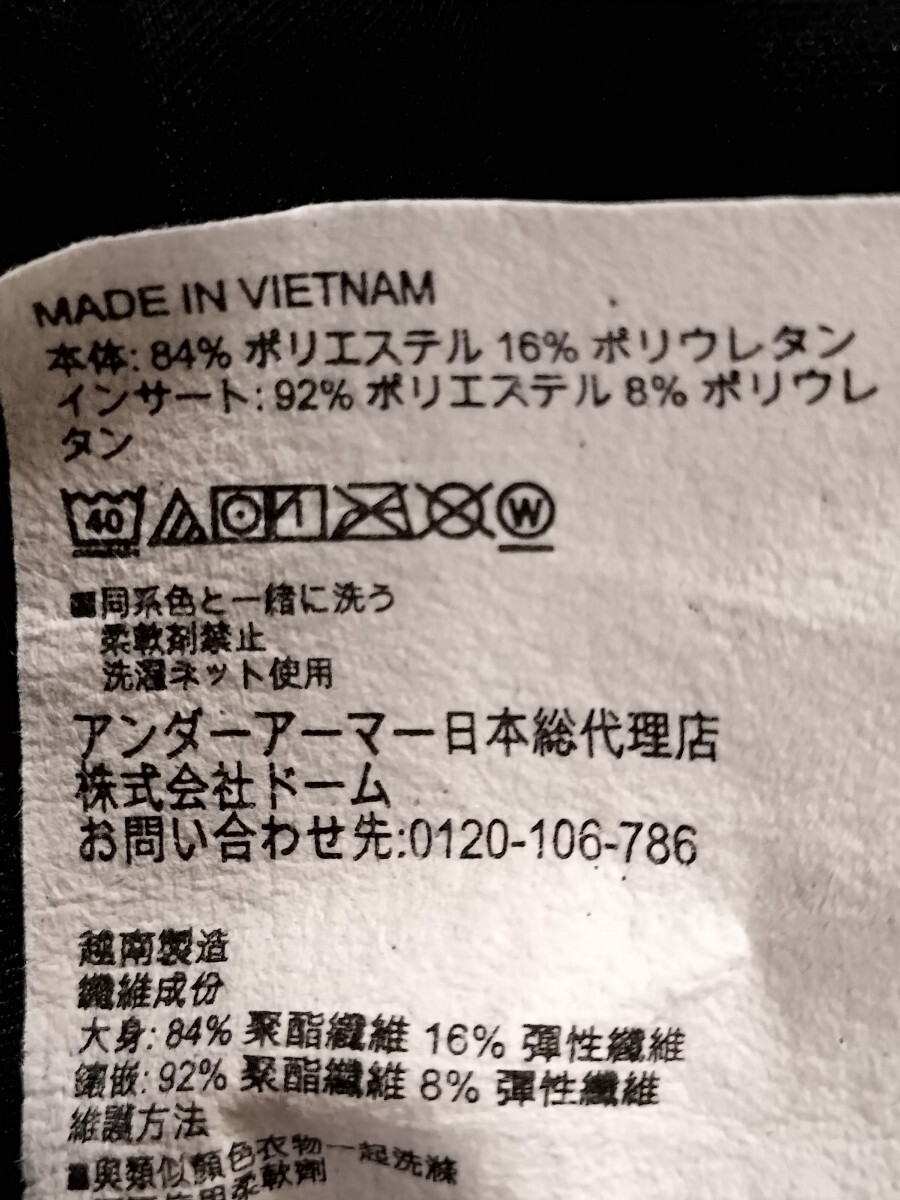 MADE IN VIETNAM
本体: 84% ポリエステル 16% ポリウレタン
インサート: 92% ポリエステル 8% ポリウレ
タン
40 W
■同系色と一緒に洗う
柔軟剤禁止
洗濯ネット使用
アンダーアーマー日本総代理店
株式会社ドーム
お問い合わせ先:0120-106-786
越南製造
纖維成份
大身: 84% 聚酯纖維 16% 彈性纖維
鑲嵌: 92% 聚酯纖維 8% 彈性纖維
維護方法
■與類似顏色衣物一起洗滌
使用柔軟劑